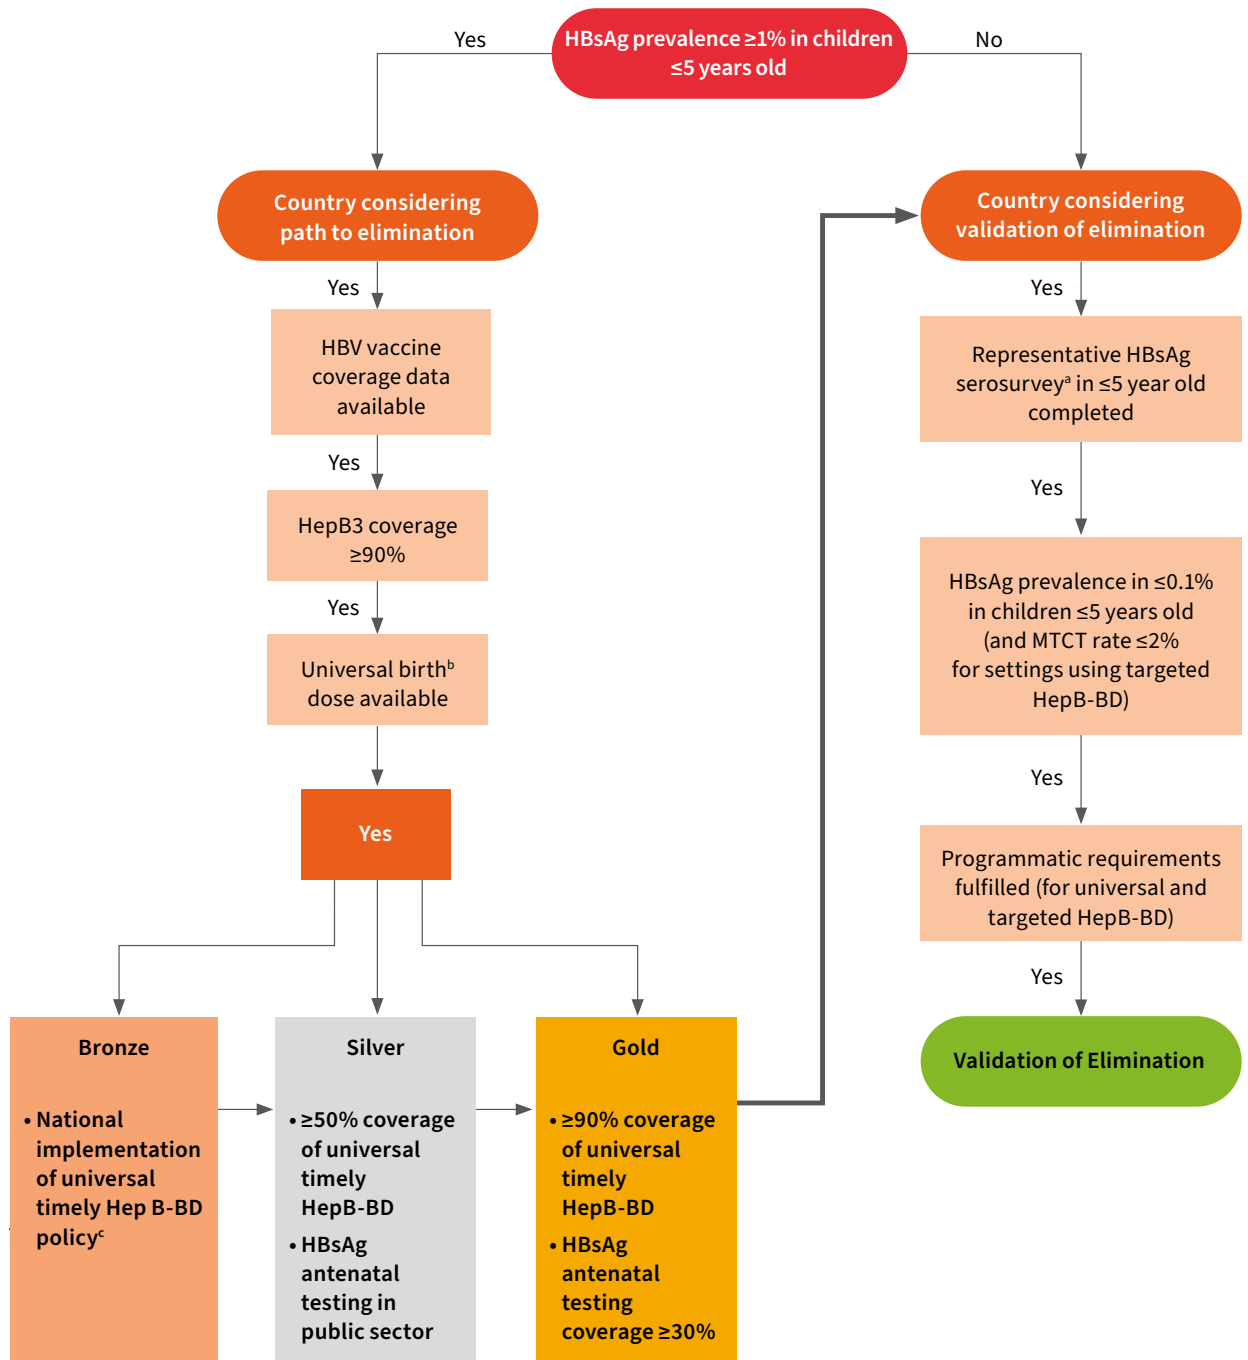 Yes
HBsAg prevalence ≥1% in children
≤5 years old
No
Country considering
path to elimination
Yes
HBV vaccine
coverage data
available
Yes
HepB3 coverage
≥90%
Yes
Universal birthᵇ
dose available
Yes
Bronze
• National
implementation
of universal
timely Hep B-BD
policyᶜ
Silver
• ≥50% coverage
of universal
timely
HepB-BD
• HBsAg
antenatal
testing in
public sector
Gold
• ≥90% coverage
of universal
timely
HepB-BD
• HBsAg
antenatal
testing
coverage ≥30%
Country considering
validation of elimination
Yes
Representative HBsAg
serosurveyᵃ in ≤5 year old
completed
Yes
HBsAg prevalence in ≤0.1%
in children ≤5 years old
(and MTCT rate ≤2%
for settings using targeted
HepB-BD)
Yes
Programmatic requirements
fulfilled (for universal and
targeted HepB-BD)
Yes
Validation of Elimination